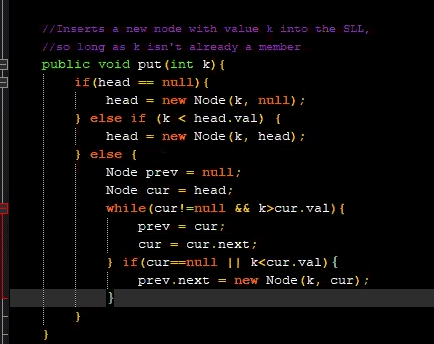 //Inserts a new node with value k into the SLL,
//so long as k isn't already a member
public void put(int k){
if(head == null){
head = new Node(k, null);
} else if (k < head.val) {
head = new Node(k, head);
} else {
Node prev = null;
Node cur = head;
while(cur!=null && k>cur.val){
prev = cur;
cur = cur.next;
} if(cur==null || k<cur.val){
prev.next = new Node(k, cur);
}
}
}